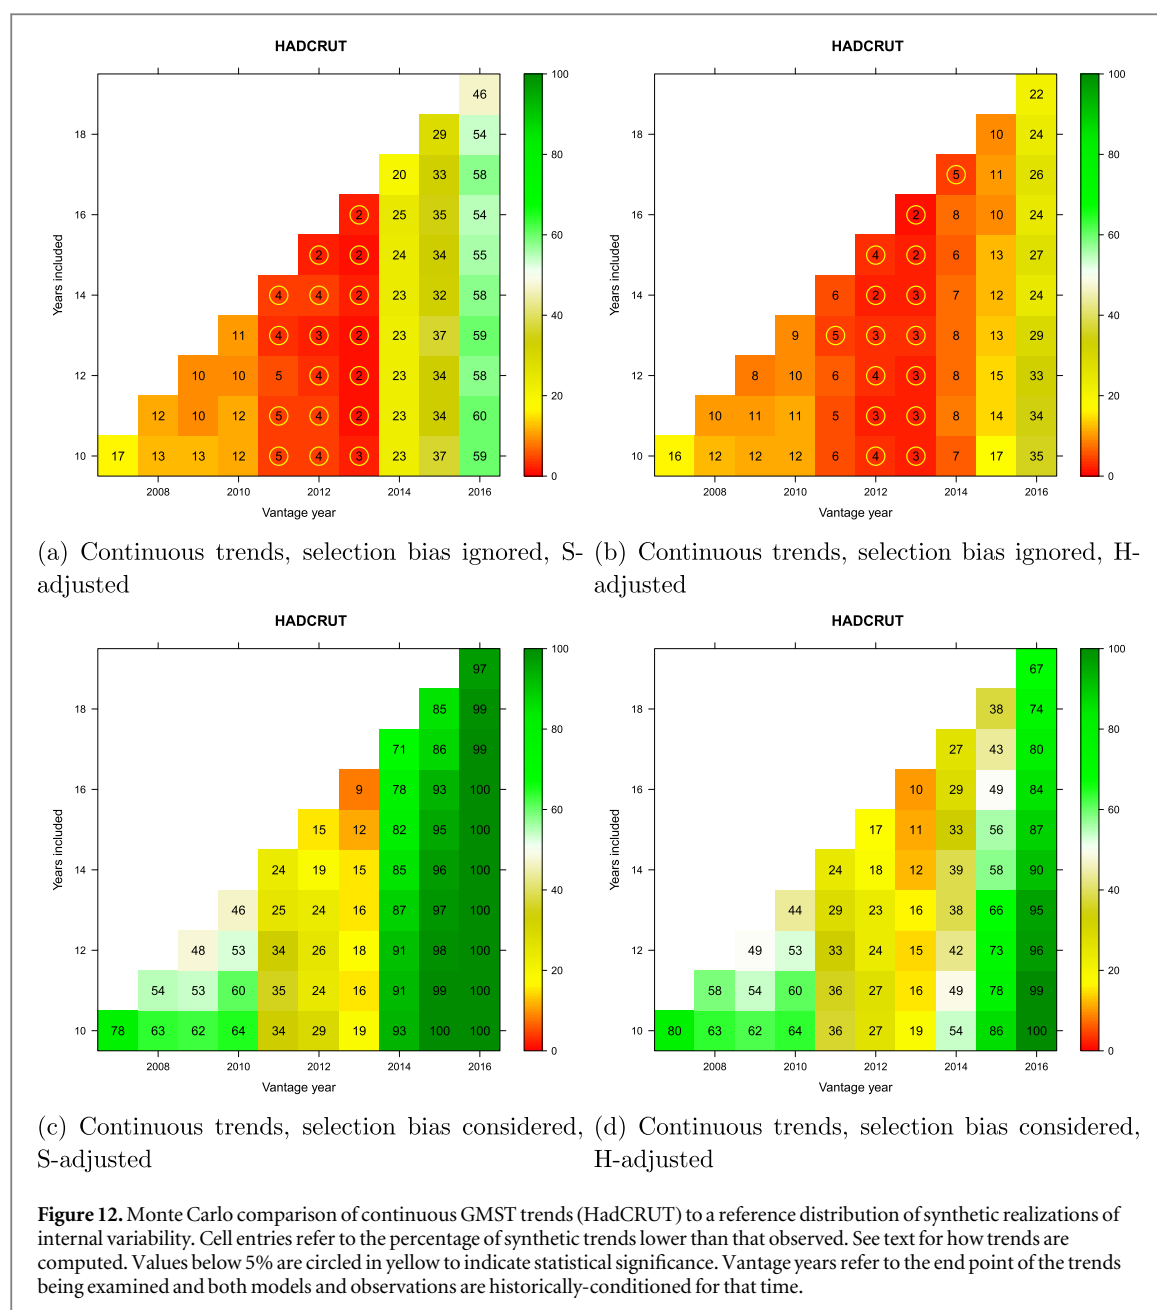 HADCRUT
46
29 54
20 33 58
2 25 35 54
2 2 24 34 55
4 4 2 23 32 58
11 4 3 2 23 37 59
10 10 5 4 2 23 34 58
12 10 12 5 4 2 23 34 60
17 13 13 12 5 4 3 23 37 59
18
16
14
12
10
Years included
2008 2010 2012 2014 2016
Vantage year
100
80
60
40
20
0
(a) Continuous trends, selection bias ignored, S-
adjusted
HADCRUT
22
10 24
5 11 26
2 8 10 24
4 2 6 13 27
6 2 3 7 12 24
9 5 3 3 8 13 29
8 10 6 4 3 8 15 33
10 11 11 5 3 3 8 14 34
16 12 12 12 6 4 3 7 17 35
18
16
14
12
10
Years included
2008 2010 2012 2014 2016
Vantage year
100
80
60
40
20
0
(b) Continuous trends, selection bias ignored, H-
adjusted
HADCRUT
97
85 99
71 86 99
9 78 93 100
15 12 82 95 100
24 19 15 85 96 100
46 25 24 16 87 97 100
48 53 34 26 18 91 98 100
54 53 60 35 24 16 91 99 100
78 63 62 64 34 29 19 93 100 100
18
16
14
12
10
Years included
2008 2010 2012 2014 2016
Vantage year
100
80
60
40
20
0
(c) Continuous trends, selection bias considered,
S-adjusted
HADCRUT
67
38 74
27 43 80
10 29 49 84
17 11 33 56 87
24 18 12 39 58 90
44 29 23 16 38 66 95
49 53 33 24 15 42 73 96
58 54 60 36 27 16 49 78 99
80 63 62 64 36 27 19 54 86 100
18
16
14
12
10
Years included
2008 2010 2012 2014 2016
Vantage year
100
80
60
40
20
0
(d) Continuous trends, selection bias considered,
H-adjusted
Figure 12. Monte Carlo comparison of continuous GMST trends (HadCRUT) to a reference distribution of synthetic realizations of
internal variability. Cell entries refer to the percentage of synthetic trends lower than that observed. See text for how trends are
computed. Values below 5% are circled in yellow to indicate statistical significance. Vantage years refer to the end point of the trends
being examined and both models and observations are historically-conditioned for that time.